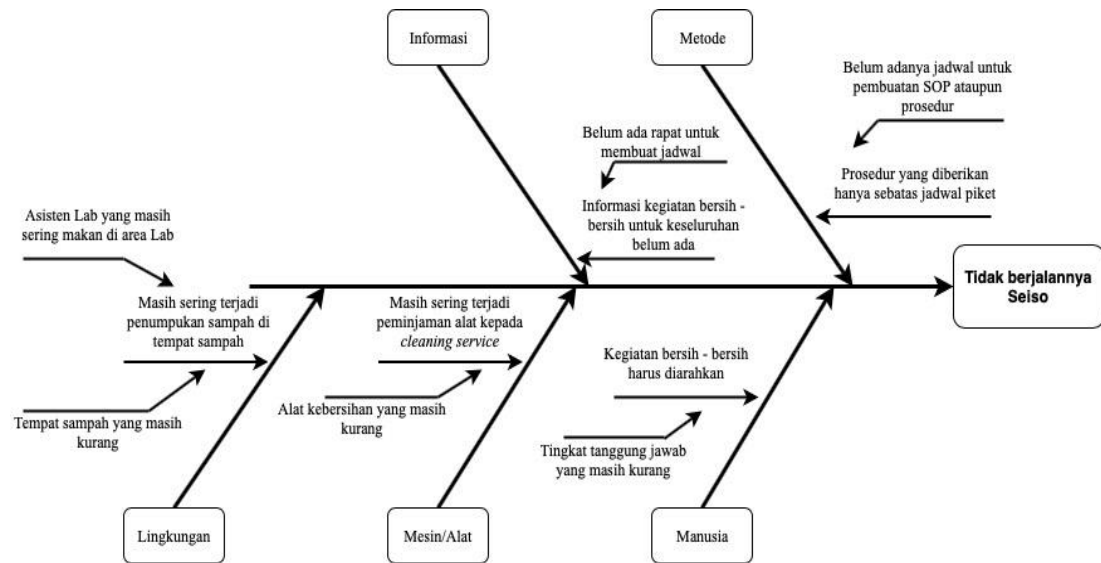 Informasi
Metode
Belum adanya jadwal untuk
pembuatan SOP ataupun
prosedur
Belum ada rapat untuk
membuat jadwal
Prosedur yang diberikan
hanya sebatas jadwal piket
Informasi kegiatan bersih -
bersih untuk keseluruhan
belum ada
Asisten Lab yang masih
sering makan di area Lab
Tidak berjalannya
Seiso
Masih sering terjadi
penumpukan sampah di
tempat sampah
Masih sering terjadi
peminjaman alat kepada
cleaning service
Kegiatan bersih - bersih
harus diarahkan
Tempat sampah yang masih
kurang
Alat kebersihan yang masih
kurang
Tingkat tanggung jawab
yang masih kurang
Lingkungan
Mesin/Alat
Manusia